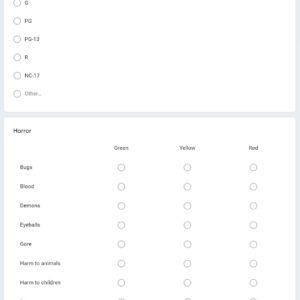 G
PG
PG-13
R
NC-17
Other...
Horror
Green Yellow Red
Bugs
Blood
Demons
Eyeballs
Gore
Harm to animals
Harm to children